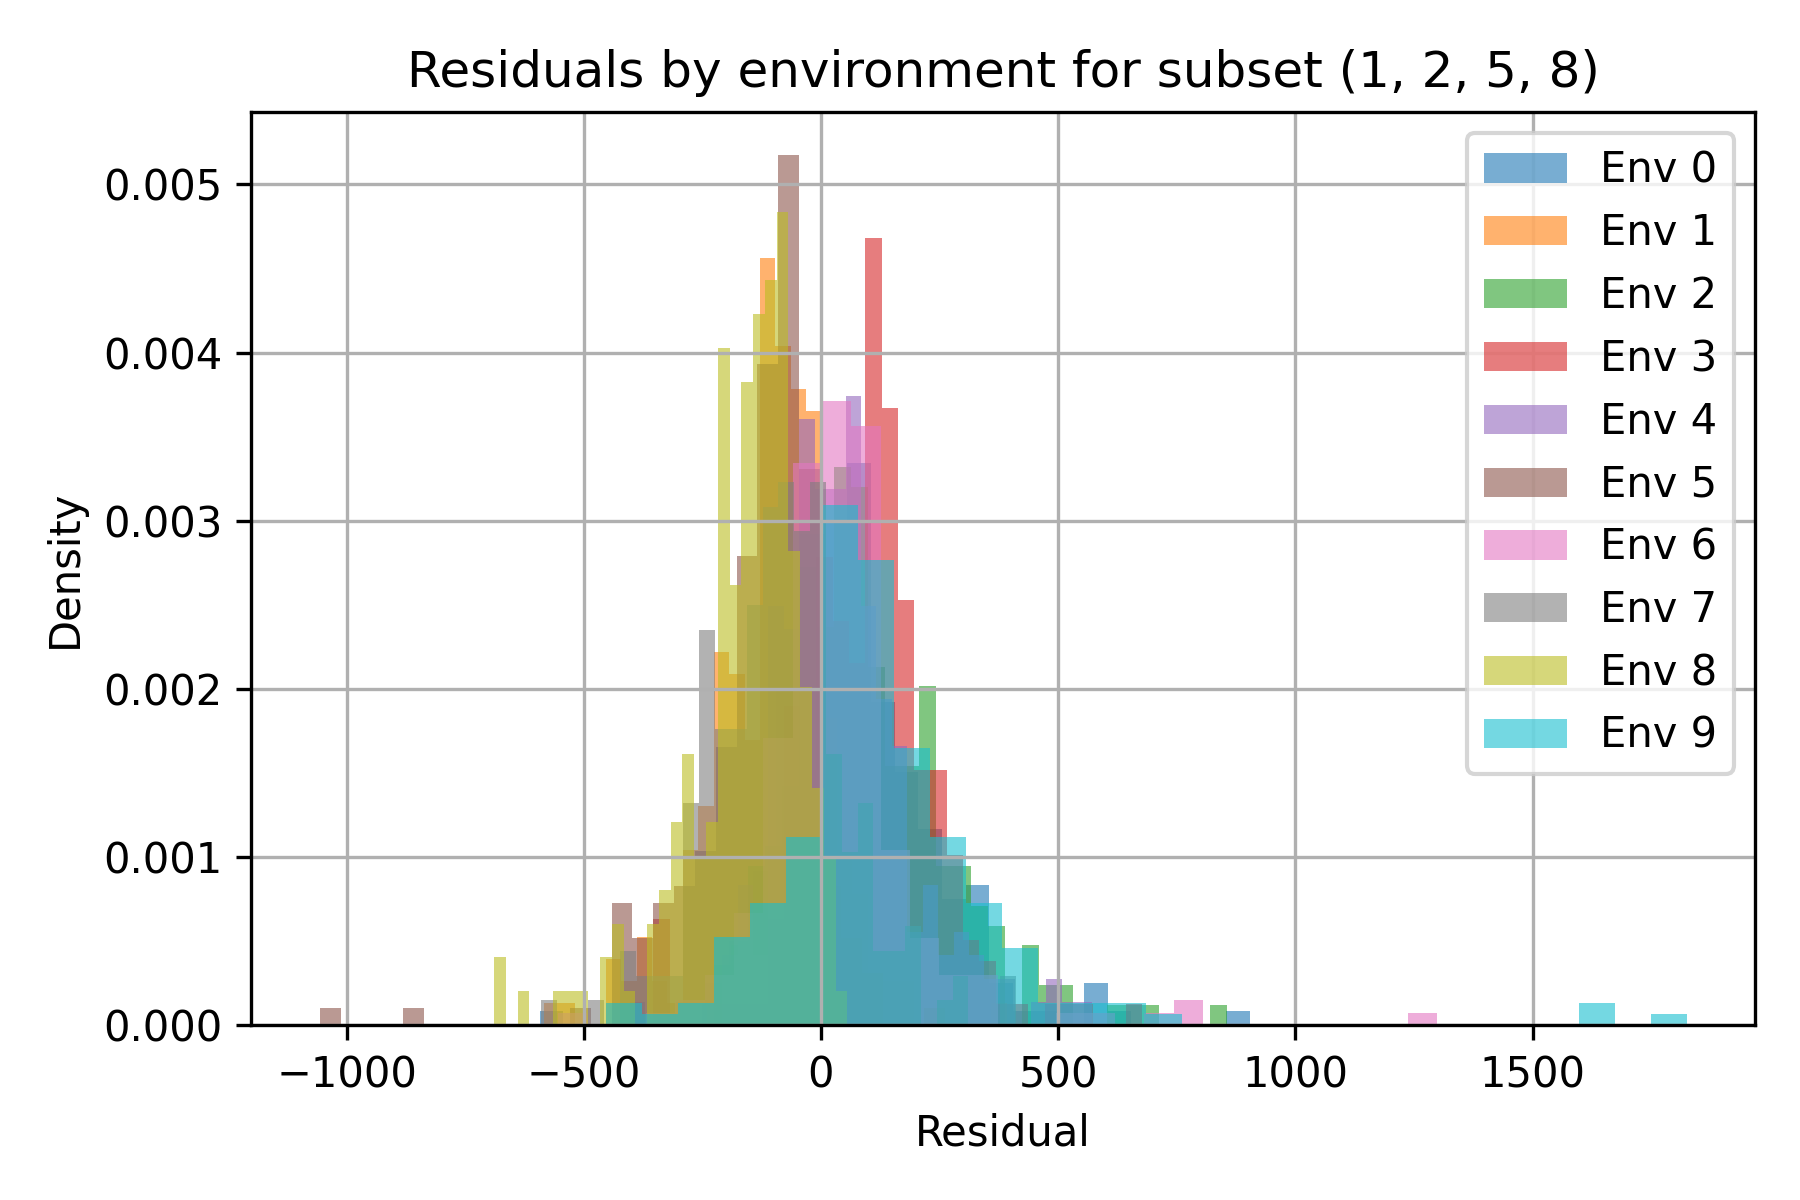 Residuals by environment for subset (1, 2, 5, 8)
0.005
0.004
0.003
0.002
0.001
0.000
Density
−1000
−500
0
500
1000
1500
Residual
Env 0
Env 1
Env 2
Env 3
Env 4
Env 5
Env 6
Env 7
Env 8
Env 9